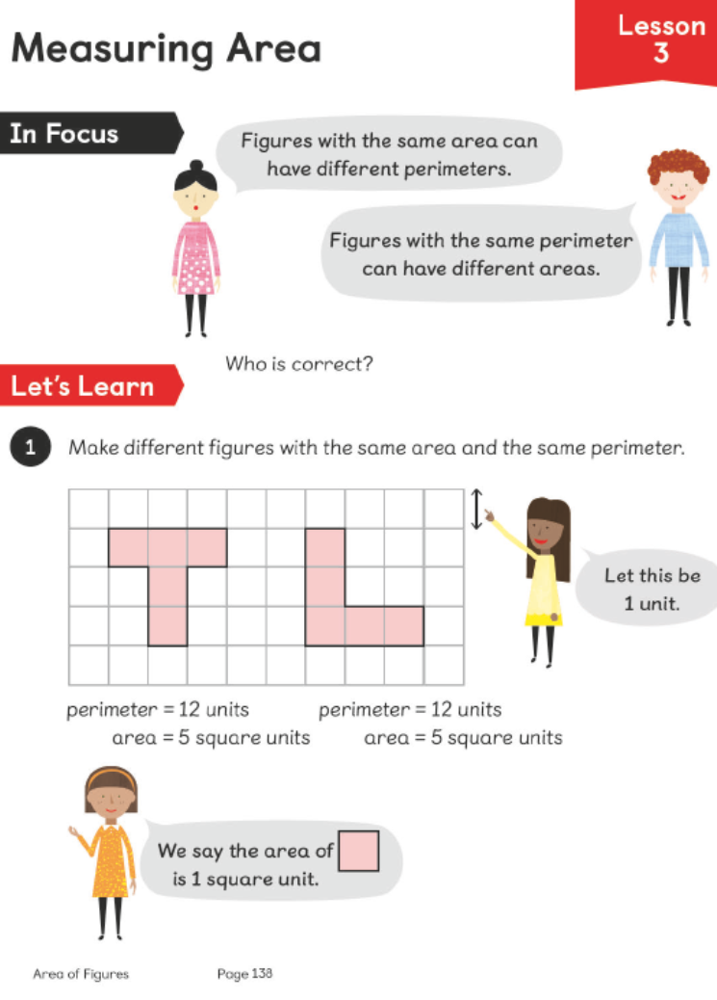 Measuring Area
Lesson
3
In Focus
Figures with the same area can
have different perimeters.
Figures with the same perimeter
can have different areas.
Who is correct?
Let's Learn
1
Make different figures with the same area and the same perimeter.
Let this be
1 unit.
perimeter = 12 units
area = 5 square units
perimeter = 12 units
area = 5 square units
We say the area of
is 1 square unit.
Area of Figures
Page 138